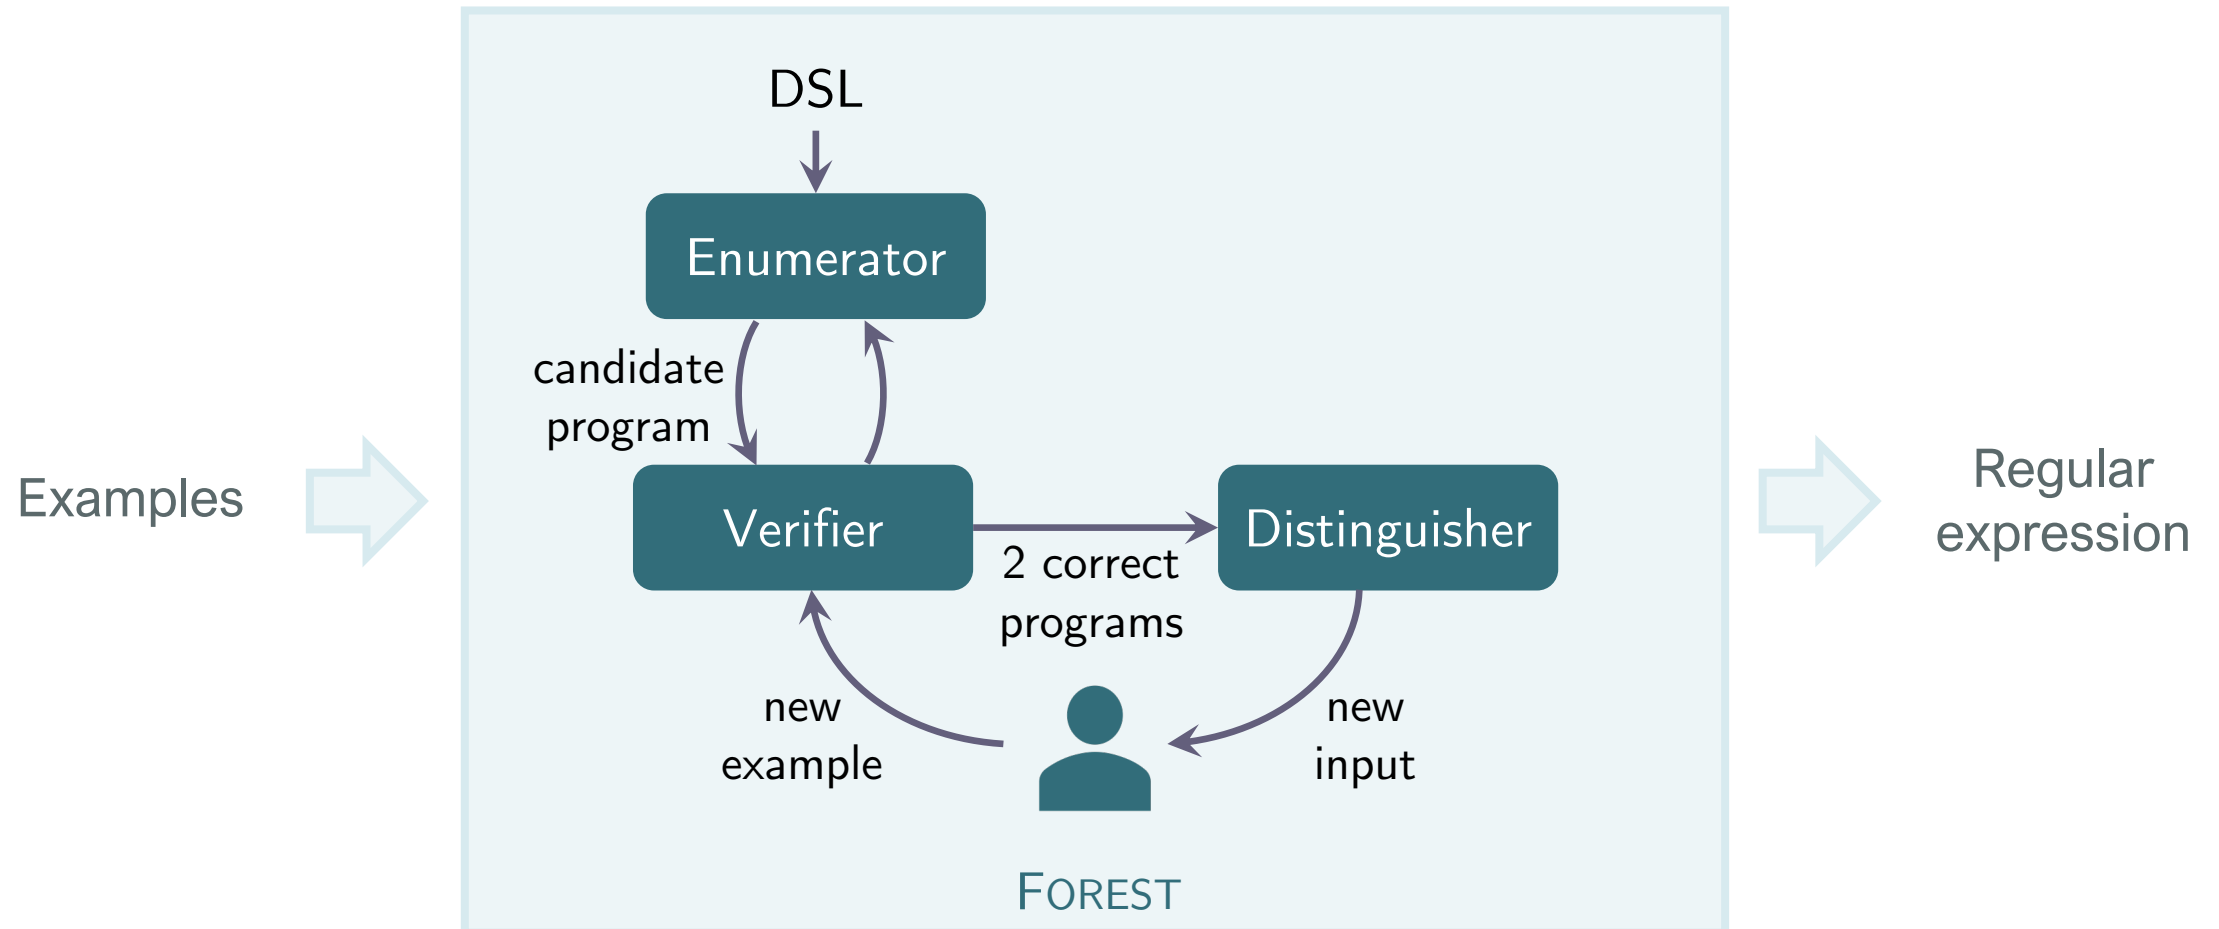 DSL
Enumerator
candidate
program
Examples
Verifier
2 correct
programs
Distinguisher
Regular
expression
new
example
new
input
FOREST